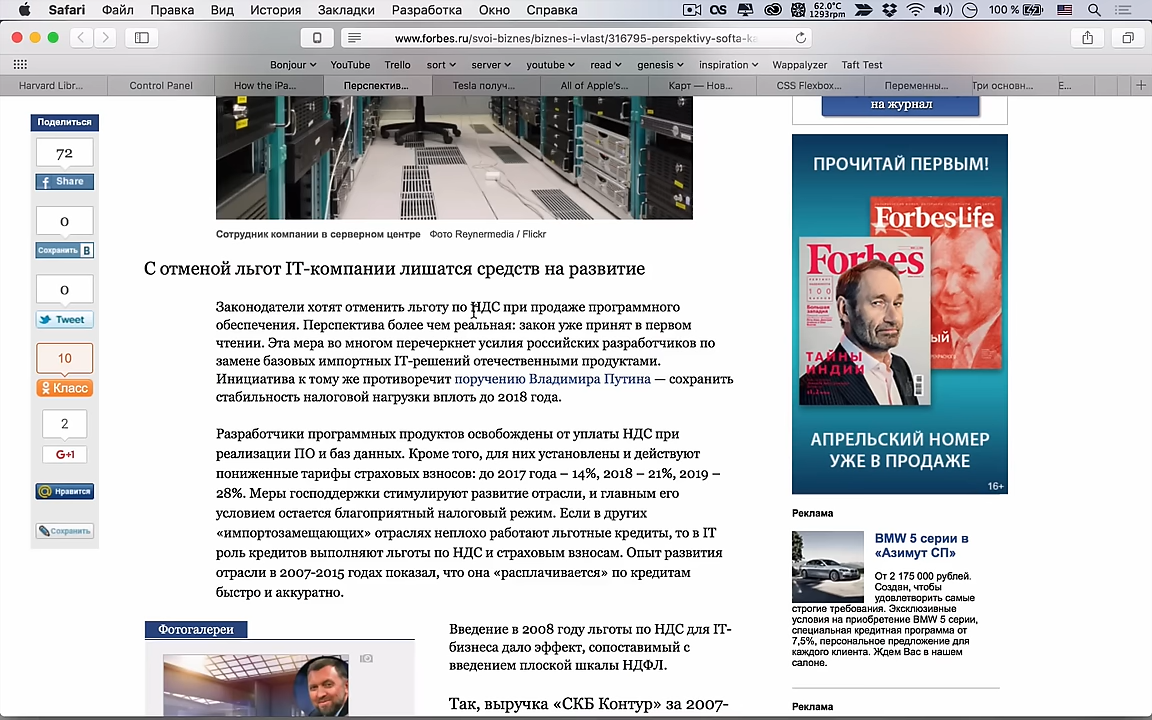 Safari Файл Правка Вид История Закладки Разработка Окно Справка
62.0°C
1293rpm
100 %
www.forbes.ru/svoi-biznes/biznes-i-vlast/316795-perspektivy-softa-ka
Bonjour YouTube Trello sort server youtube read genesis inspiration Wappalyzer Taft Test
Harvard Libr... Control Panel How the iPa... Перспектив... Tesla получ... All of Apple's... Карт — Нов... CSS Flexbox... Переменны... Три основн... E...
Поделиться
72
Share
0
Сохранить B
0
Tweet
10
Класс
2
G+1
Нравится
Сохранить
Сотрудник компании в серверном центре Фото Reynermedia / Flickr
С отменой льгот IT-компании лишатся средств на развитие
Законодатели хотят отменить льготу по НДС при продаже программного
обеспечения. Перспектива более чем реальная: закон уже принят в первом
чтении. Эта мера во многом перечеркнет усилия российских разработчиков по
замене базовых импортных IT-решений отечественными продуктами.
Инициатива к тому же противоречит поручению Владимира Путина — сохранить
стабильность налоговой нагрузки вплоть до 2018 года.
Разработчики программных продуктов освобождены от уплаты НДС при
реализации ПО и баз данных. Кроме того, для них установлены и действуют
пониженные тарифы страховых взносов: до 2017 года – 14%, 2018 – 21%, 2019 –
28%. Меры господдержки стимулируют развитие отрасли, и главным его
условием остается благоприятный налоговый режим. Если в других
«импортозамещающих» отраслях неплохо работают льготные кредиты, то в IT
роль кредитов выполняют льготы по НДС и страховым взносам. Опыт развития
отрасли в 2007-2015 годах показал, что она «расплачивается» по кредитам
быстро и аккуратно.
Фотогалереи
Введение в 2008 году льготы по НДС для IT-
бизнеса дало эффект, сопоставимый с
введением плоской шкалы НДФЛ.
Так, выручка «СКБ Контур» за 2007-
на журнал
ПРОЧИТАЙ ПЕРВЫМ!
ForbesLife
Forbes
ТАЙНЫ
ИНДИИ
АПРЕЛЬСКИЙ НОМЕР
УЖЕ В ПРОДАЖЕ
16+
Реклама
BMW 5 серии в
«Азимут СП»
От 2 175 000 рублей.
Создан, чтобы
удовлетворить самые
строгие требования. Эксклюзивные
условия на приобретение BMW 5 серии,
специальная кредитная программа от
7,5%, персональное предложение для
каждого клиента. Ждем Вас в нашем
салоне.
Реклама